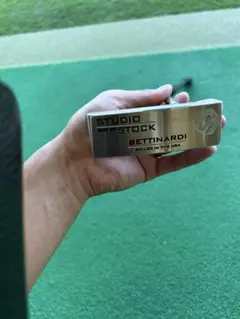 STUDIO
STOCK
BETTINARDI
MILLED IN THE USA